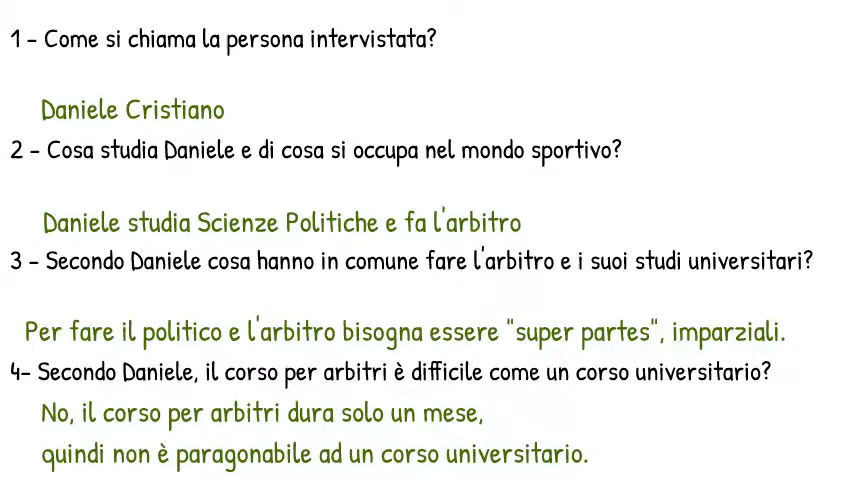 1 - Come si chiama la persona intervistata?
Daniele Cristiano
2 - Cosa studia Daniele e di cosa si occupa nel mondo sportivo?
Daniele studia Scienze Politiche e fa l'arbitro
3 - Secondo Daniele cosa hanno in comune fare l'arbitro e i suoi studi universitari?
Per fare il politico e l'arbitro bisogna essere "super partes", imparziali.
4- Secondo Daniele, il corso per arbitri è difficile come un corso universitario?
No, il corso per arbitri dura solo un mese,
quindi non è paragonabile ad un corso universitario.